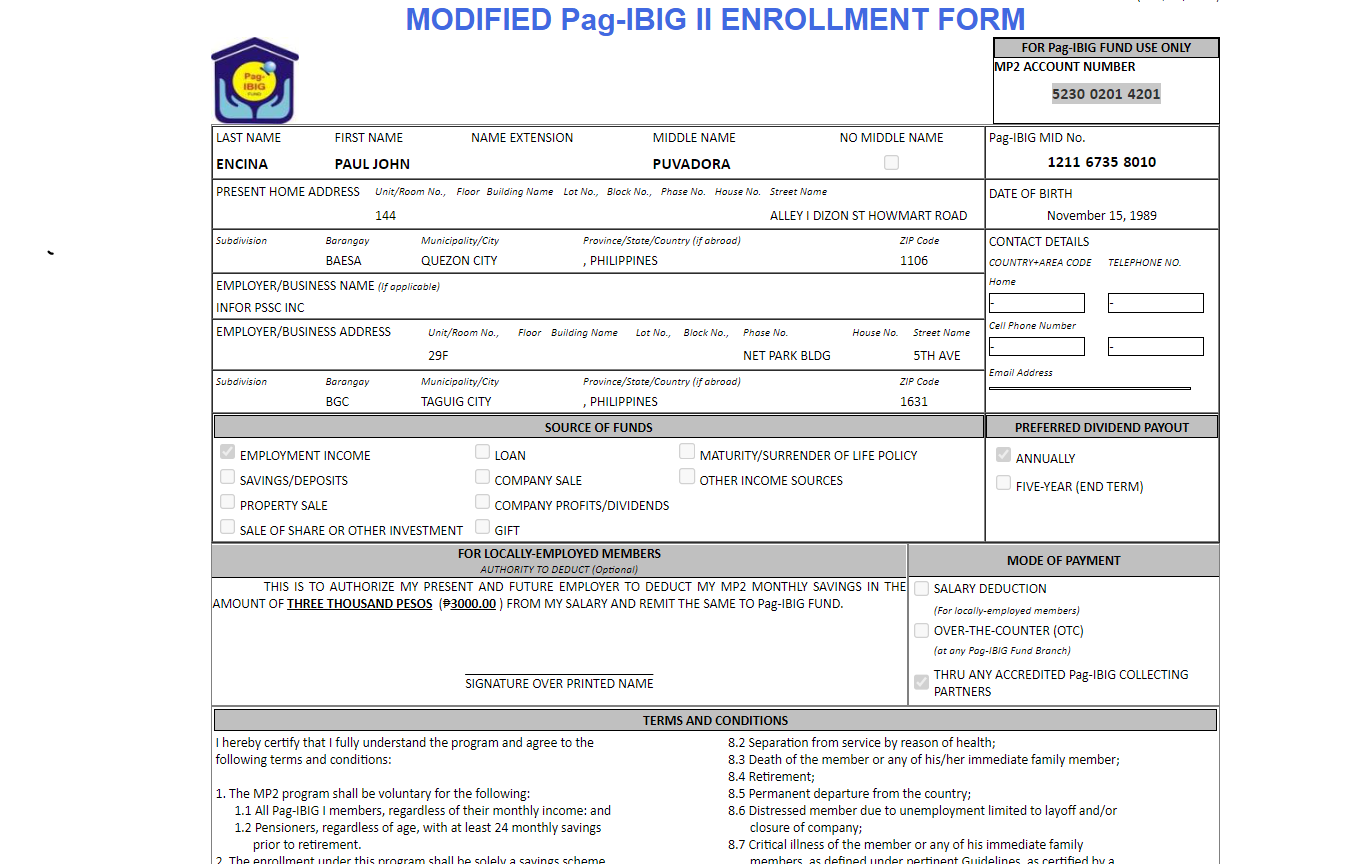 MODIFIED Pag-IBIG II ENROLLMENT FORM
Pag-
IBIG
FUND
FOR Pag-IBIG FUND USE ONLY
MP2 ACCOUNT NUMBER
5230 0201 4201
LAST NAME FIRST NAME NAME EXTENSION MIDDLE NAME NO MIDDLE NAME
ENCINA PAUL JOHN PUVADORA
Pag-IBIG MID No.
1211 6735 8010
PRESENT HOME ADDRESS Unit/Room No., Floor Building Name Lot No., Block No., Phase No. House No. Street Name
144 ALLEY I DIZON ST HOWMART ROAD
DATE OF BIRTH
November 15, 1989
Subdivision Barangay Municipality/City Province/State/Country (if abroad) ZIP Code
BAESA QUEZON CITY , PHILIPPINES 1106
EMPLOYER/BUSINESS NAME (If applicable)
INFOR PSSC INC
EMPLOYER/BUSINESS ADDRESS Unit/Room No., Floor Building Name Lot No., Block No., Phase No. House No. Street Name
29F NET PARK BLDG 5TH AVE
Subdivision Barangay Municipality/City Province/State/Country (if abroad) ZIP Code
BGC TAGUIG CITY , PHILIPPINES 1631
CONTACT DETAILS
COUNTRY+AREA CODE TELEPHONE NO.
Home
- -
Cell Phone Number
- -
Email Address
SOURCE OF FUNDS
EMPLOYMENT INCOME LOAN MATURITY/SURRENDER OF LIFE POLICY
SAVINGS/DEPOSITS COMPANY SALE OTHER INCOME SOURCES
PROPERTY SALE COMPANY PROFITS/DIVIDENDS
SALE OF SHARE OR OTHER INVESTMENT GIFT
PREFERRED DIVIDEND PAYOUT
ANNUALLY
FIVE-YEAR (END TERM)
FOR LOCALLY-EMPLOYED MEMBERS
AUTHORITY TO DEDUCT (Optional)
THIS IS TO AUTHORIZE MY PRESENT AND FUTURE EMPLOYER TO DEDUCT MY MP2 MONTHLY SAVINGS IN THE
AMOUNT OF THREE THOUSAND PESOS (₱3000.00 ) FROM MY SALARY AND REMIT THE SAME TO Pag-IBIG FUND.
SIGNATURE OVER PRINTED NAME
MODE OF PAYMENT
SALARY DEDUCTION
(For locally-employed members)
OVER-THE-COUNTER (OTC)
(at any Pag-IBIG Fund Branch)
THRU ANY ACCREDITED Pag-IBIG COLLECTING
PARTNERS
TERMS AND CONDITIONS
I hereby certify that I fully understand the program and agree to the
following terms and conditions:
1. The MP2 program shall be voluntary for the following:
1.1 All Pag-IBIG I members, regardless of their monthly income: and
1.2 Pensioners, regardless of age, with at least 24 monthly savings
prior to retirement.
2. The enrollment under this program shall be solely a savings scheme
8.2 Separation from service by reason of health;
8.3 Death of the member or any of his/her immediate family member;
8.4 Retirement;
8.5 Permanent departure from the country;
8.6 Distressed member due to unemployment limited to layoff and/or
closure of company;
8.7 Critical illness of the member or any of his immediate family
members, as defined under pertinent Guidelines, as certified by a